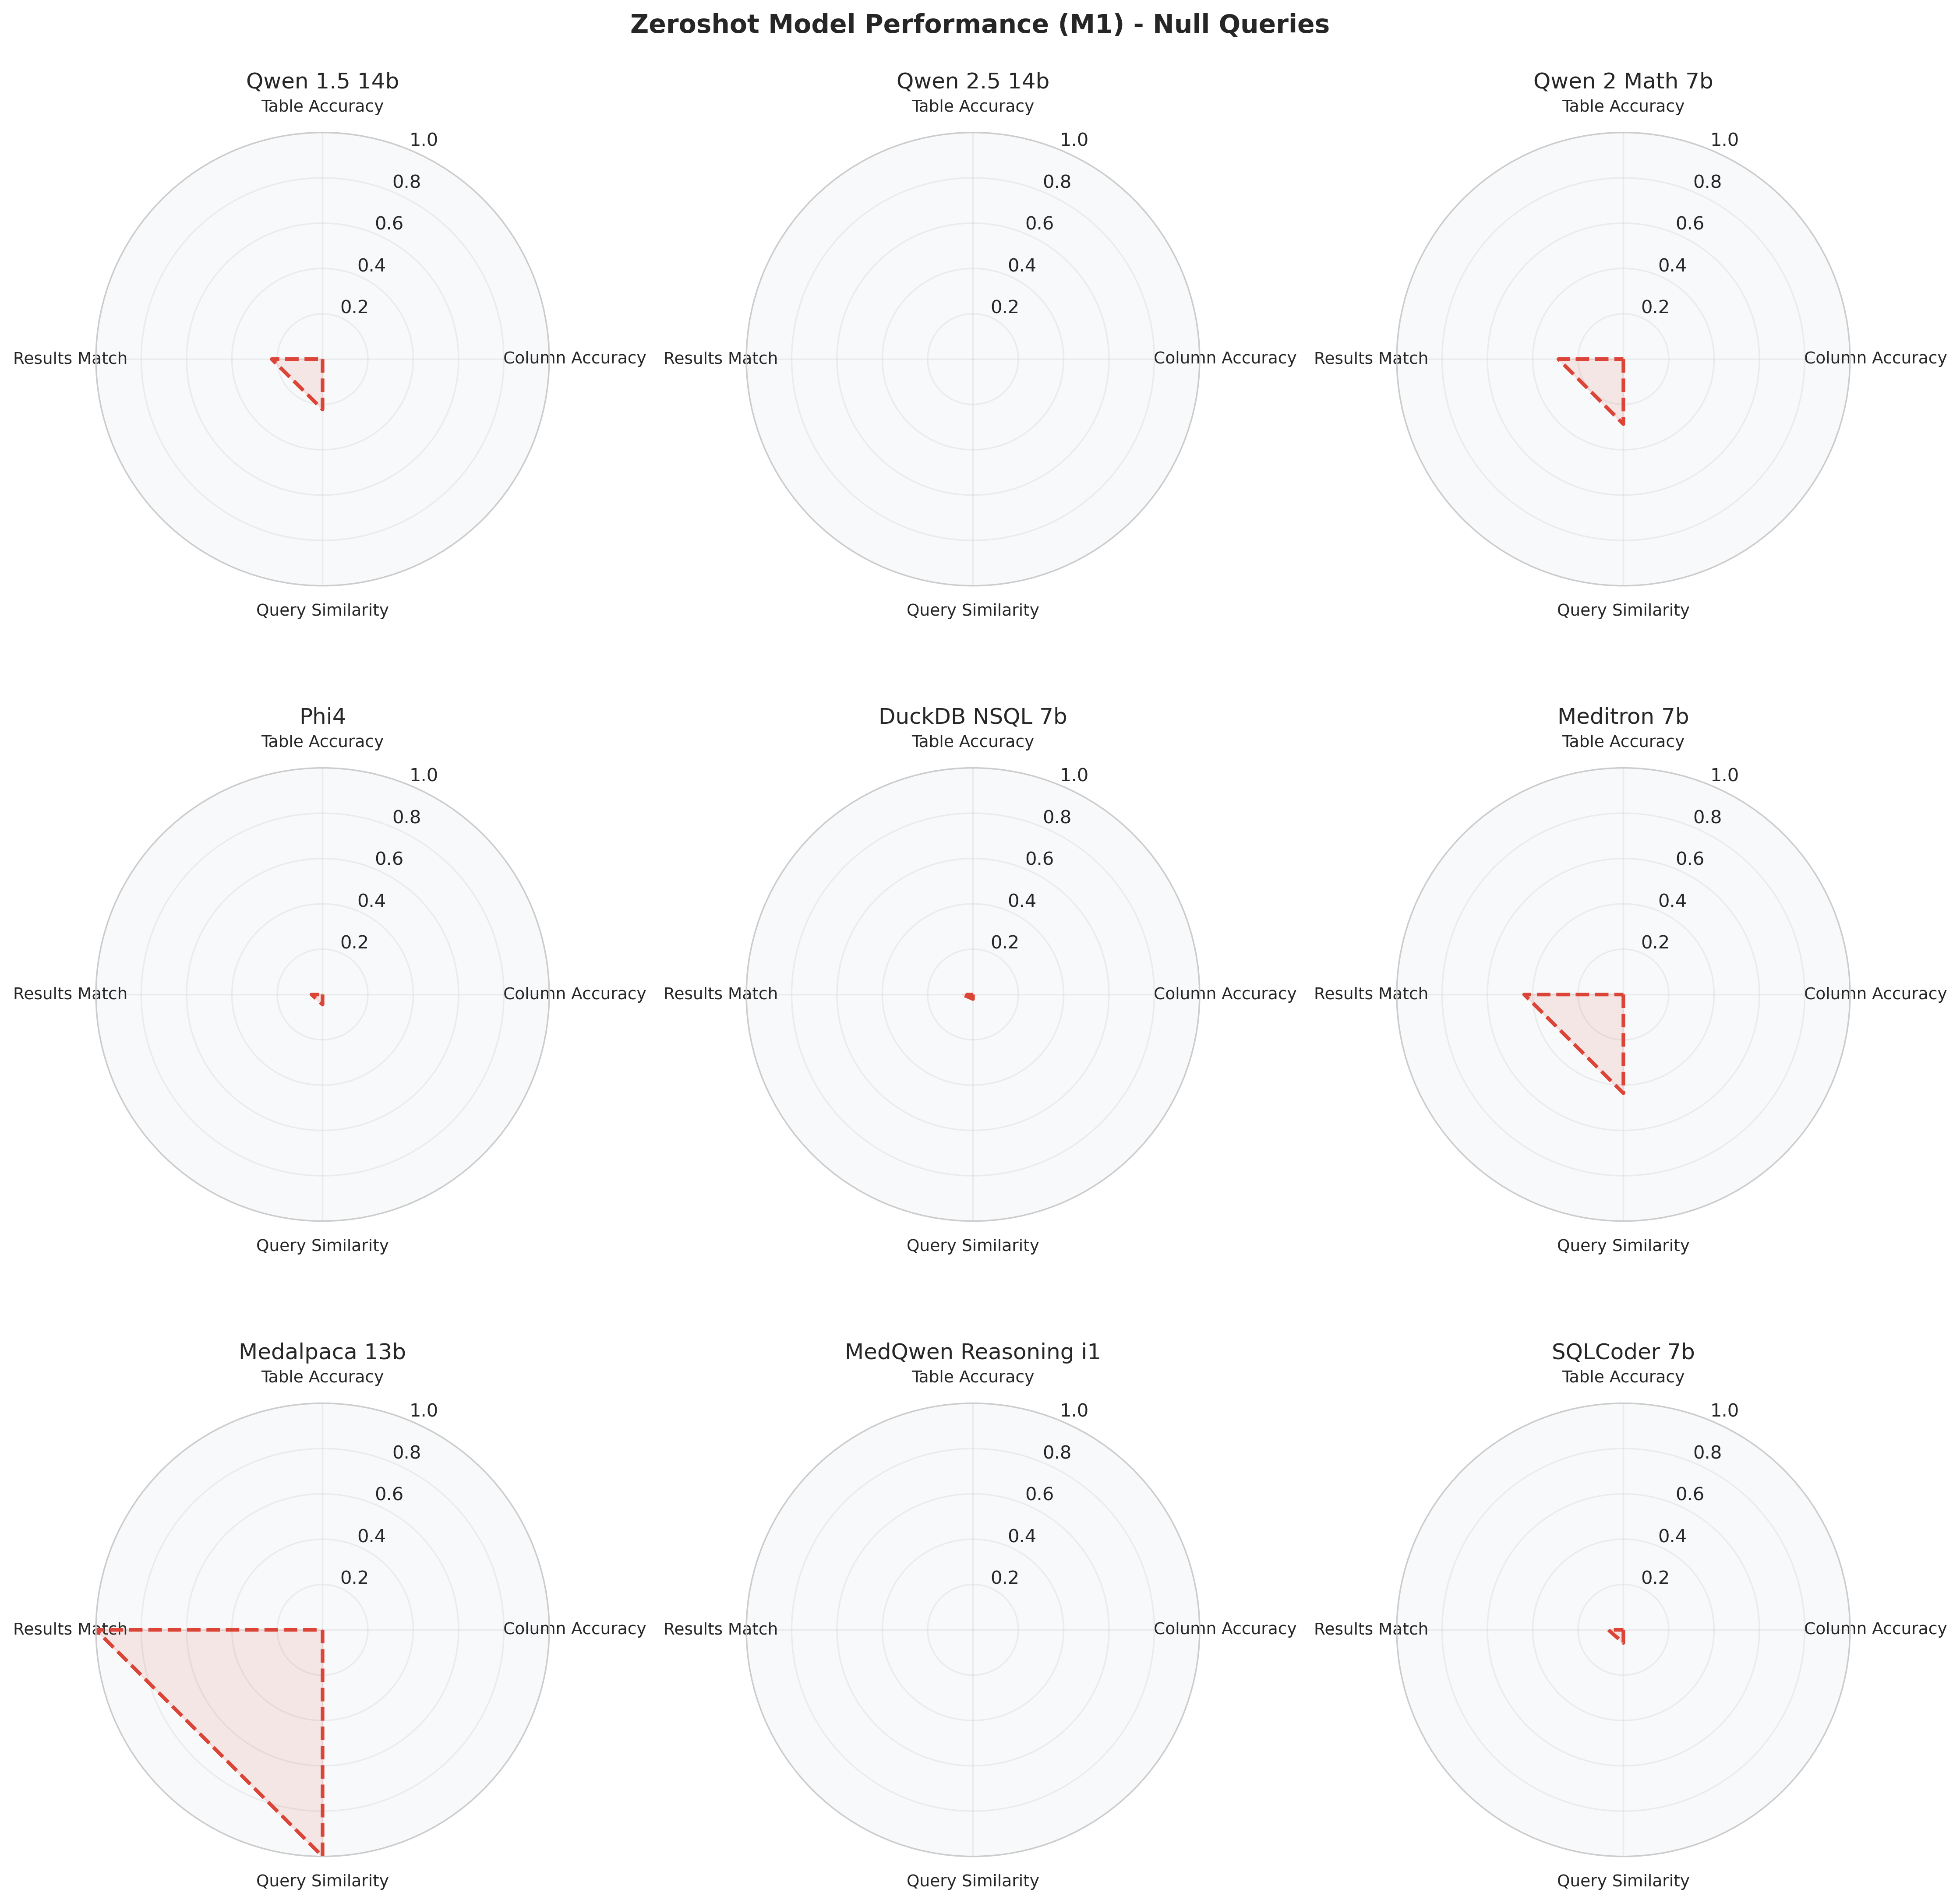 Zeroshot Model Performance (M1) - Null Queries
Qwen 1.5 14b
Table Accuracy
1.0
0.8
0.6
0.4
0.2
Results Match
Column Accuracy
Query Similarity
Qwen 2.5 14b
Table Accuracy
1.0
0.8
0.6
0.4
0.2
Results Match
Column Accuracy
Query Similarity
Qwen 2 Math 7b
Table Accuracy
1.0
0.8
0.6
0.4
0.2
Results Match
Column Accuracy
Query Similarity
Phi4
Table Accuracy
1.0
0.8
0.6
0.4
0.2
Results Match
Column Accuracy
Query Similarity
DuckDB NSQL 7b
Table Accuracy
1.0
0.8
0.6
0.4
0.2
Results Match
Column Accuracy
Query Similarity
Meditron 7b
Table Accuracy
1.0
0.8
0.6
0.4
0.2
Results Match
Column Accuracy
Query Similarity
Medalpaca 13b
Table Accuracy
1.0
0.8
0.6
0.4
0.2
Results Match
Column Accuracy
Query Similarity
MedQwen Reasoning i1
Table Accuracy
1.0
0.8
0.6
0.4
0.2
Results Match
Column Accuracy
Query Similarity
SQLCoder 7b
Table Accuracy
1.0
0.8
0.6
0.4
0.2
Results Match
Column Accuracy
Query Similarity